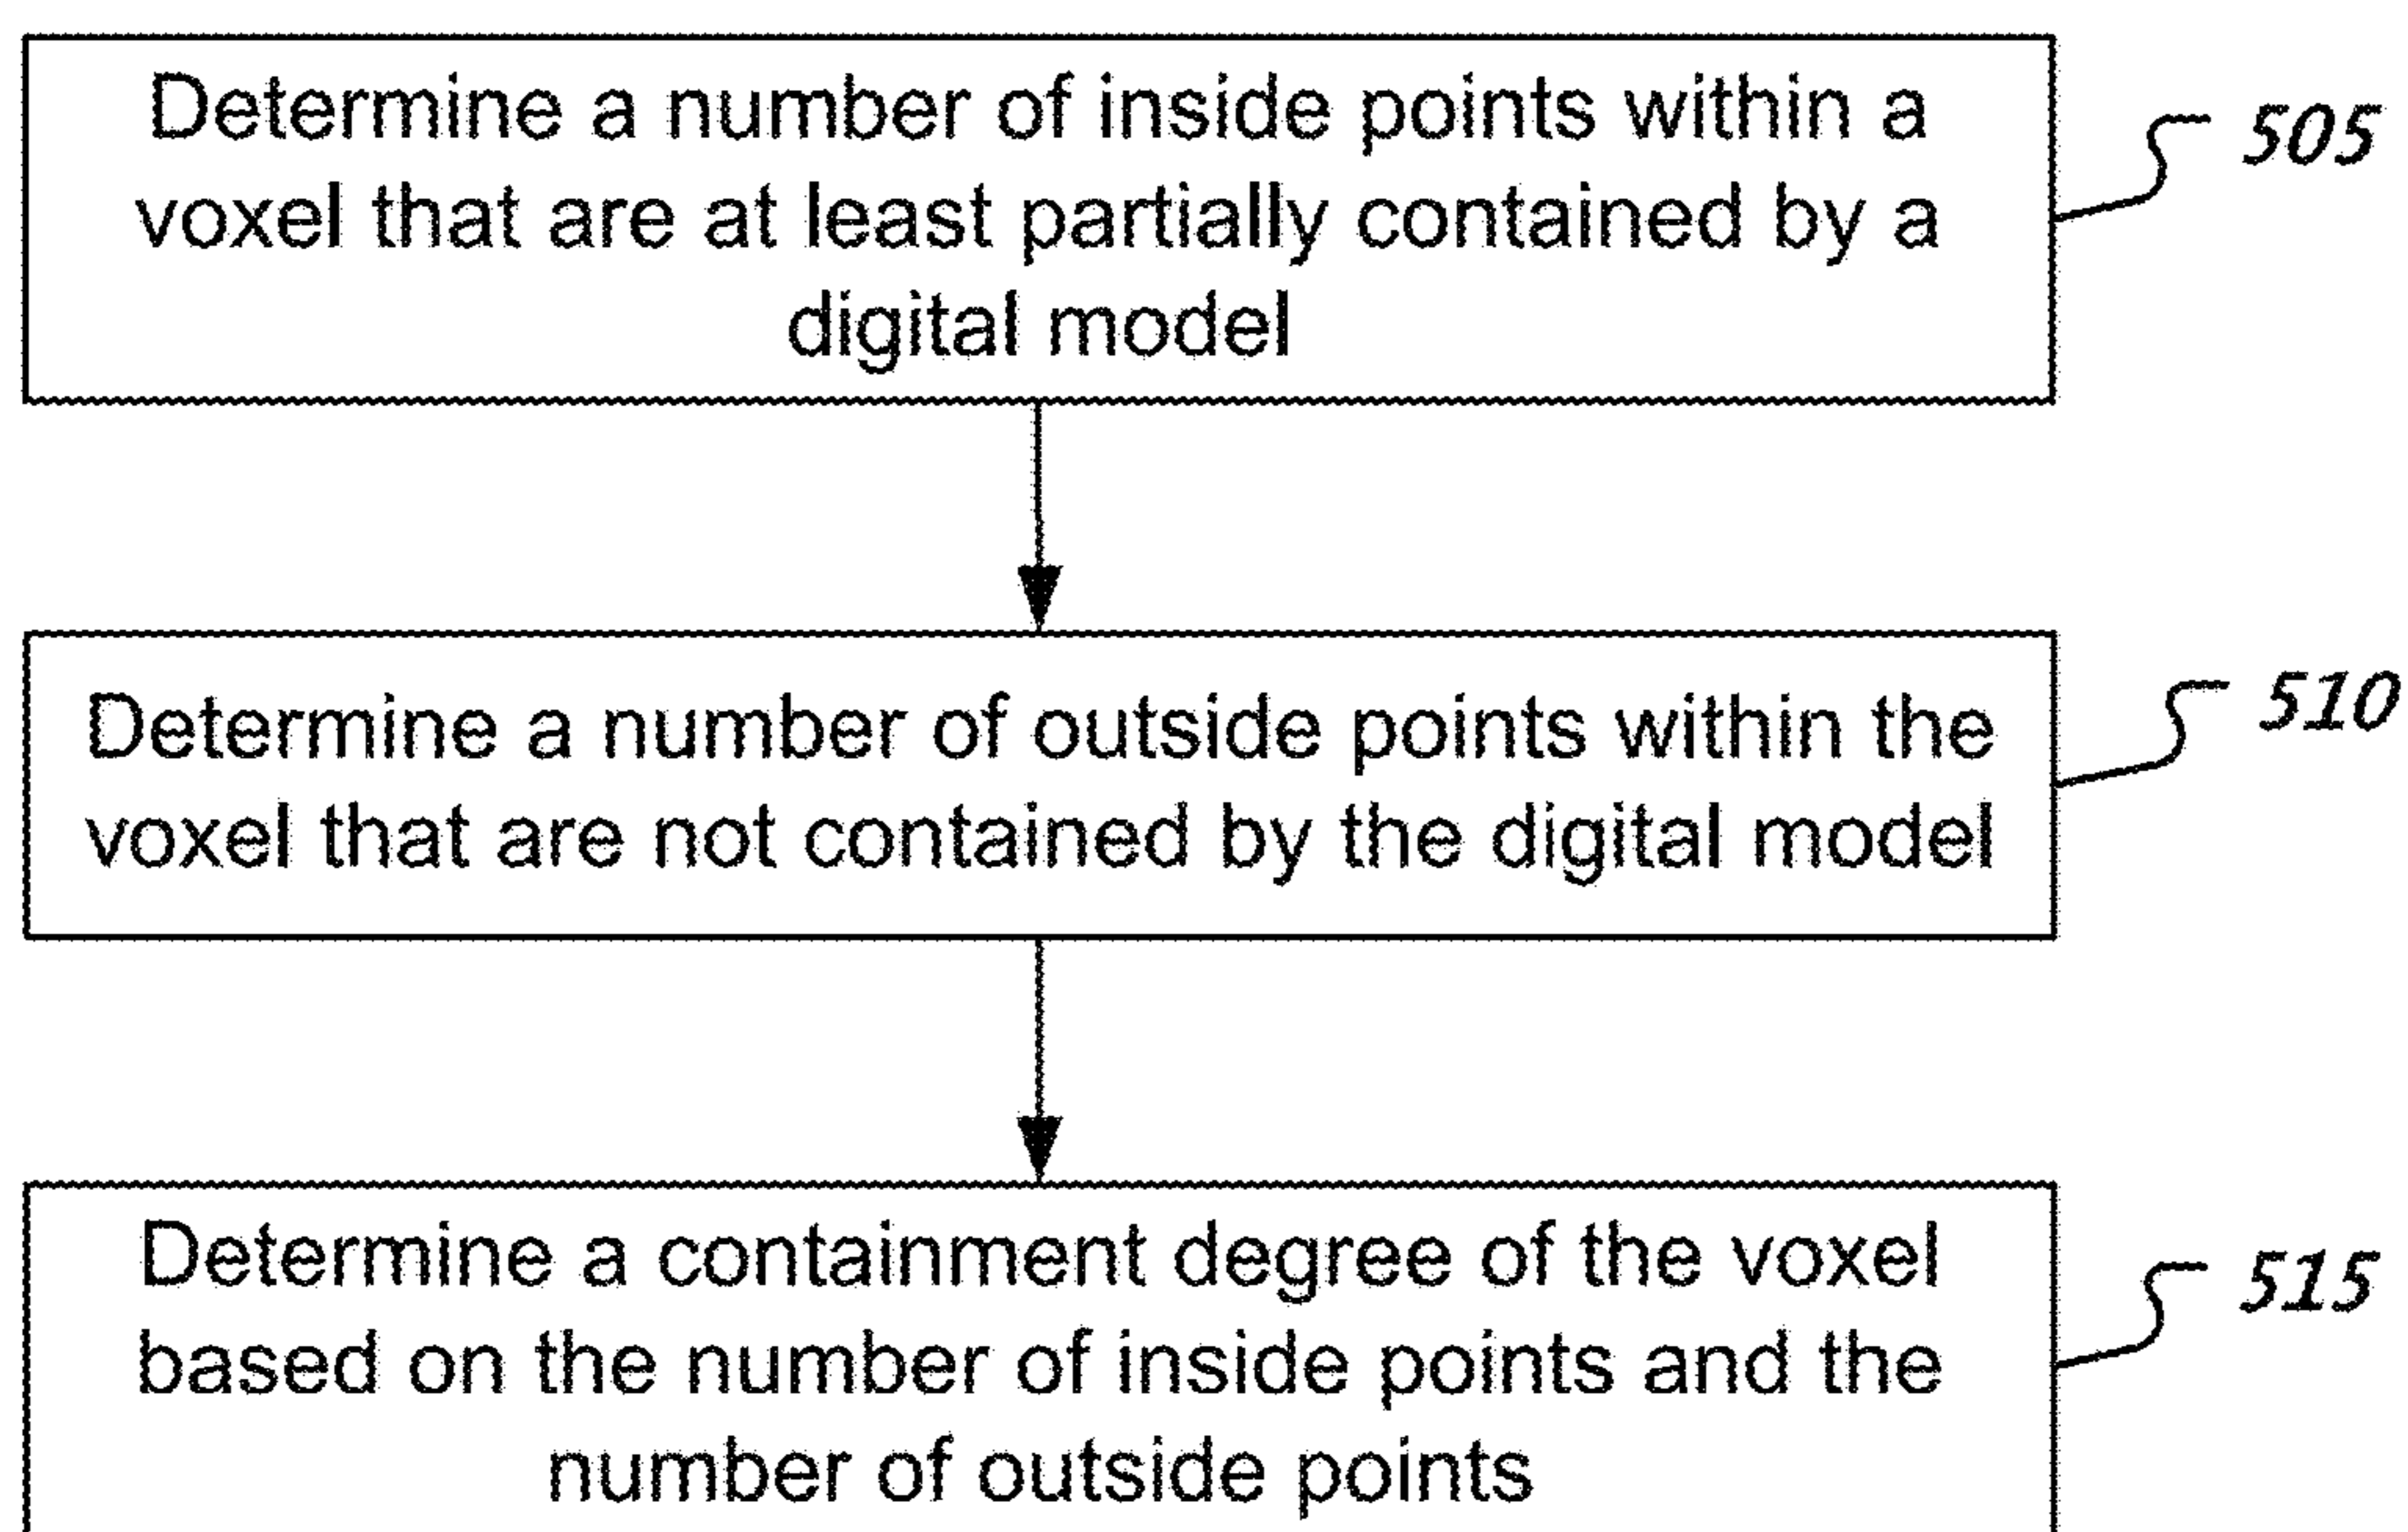 Determine a number of inside points within a
voxel that are at least partially contained by a
digital model
505
Determine a number of outside points within the
voxel that are not contained by the digital model
510
Determine a containment degree of the voxel
based on the number of inside points and the
number of outside points
515